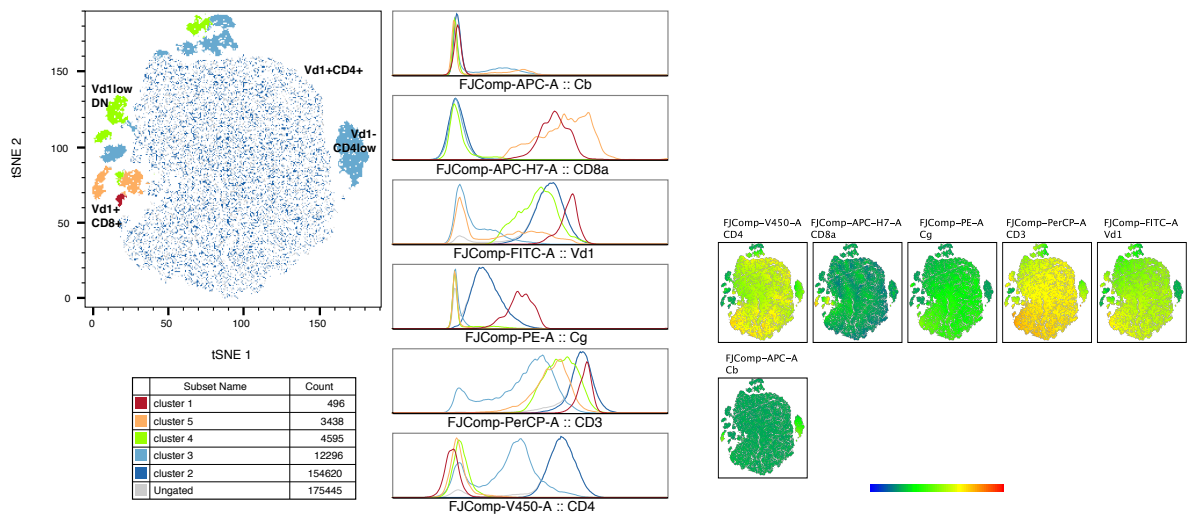 150
100
50
0
0
50
100
150
tSNE 2
tSNE 1
Vd1+CD4+
Vd1low
DN
Vd1-
CD4low
Vd1+
CD8+
Subset Name Count
cluster 1 496
cluster 5 3438
cluster 4 4595
cluster 3 12296
cluster 2 154620
Ungated 175445
FJComp-APC-A :: Cb
FJComp-APC-H7-A :: CD8a
FJComp-FITC-A :: Vd1
FJComp-PE-A :: Cg
FJComp-PerCP-A :: CD3
FJComp-V450-A :: CD4
FJComp-V450-A
CD4
FJComp-APC-H7-A
CD8a
FJComp-PE-A
Cg
FJComp-PerCP-A
CD3
FJComp-FITC-A
Vd1
FJComp-APC-A
Cb